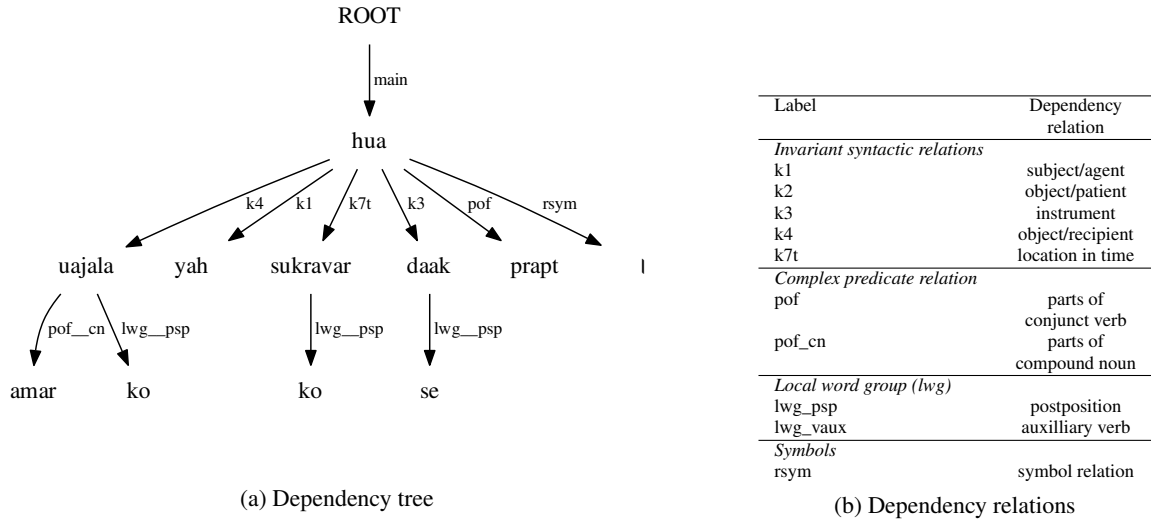 ROOT
main
hua
k4 k1 k7t k3 pof rsym
uajala yah sukravar daak prapt ।
pof__cn lwg__psp lwg__psp lwg__psp
amar ko ko se
(a) Dependency tree
Label Dependency
relation
Invariant syntactic relations
k1 subject/agent
k2 object/patient
k3 instrument
k4 object/recipient
k7t location in time
Complex predicate relation
pof parts of
conjunct verb
pof_cn parts of
compound noun
Local word group (lwg)
lwg_psp postposition
lwg_vaux auxilliary verb
Symbols
rsym symbol relation
(b) Dependency relations